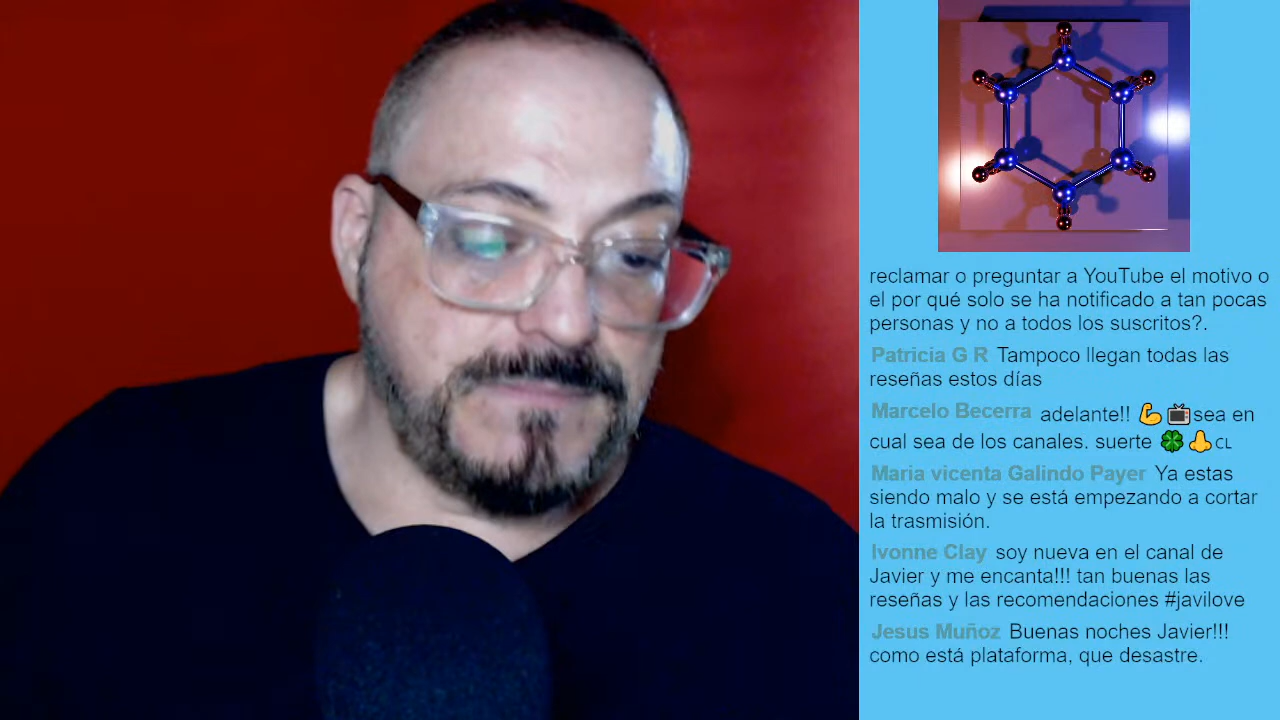 reclamar o preguntar a YouTube el motivo o
el por qué solo se ha notificado a tan pocas
personas y no a todos los suscritos?.
Patricia G R Tampoco llegan todas las
reseñas estos días
Marcelo Becerra adelante!! 💪📺sea en
cual sea de los canales. suerte 🍀👃CL
Maria vicenta Galindo Payer Ya estas
siendo malo y se está empezando a cortar
la trasmisión.
Ivonne Clay soy nueva en el canal de
Javier y me encanta!!! tan buenas las
reseñas y las recomendaciones #javilove
Jesus Muñoz Buenas noches Javier!!!
como está plataforma, que desastre.